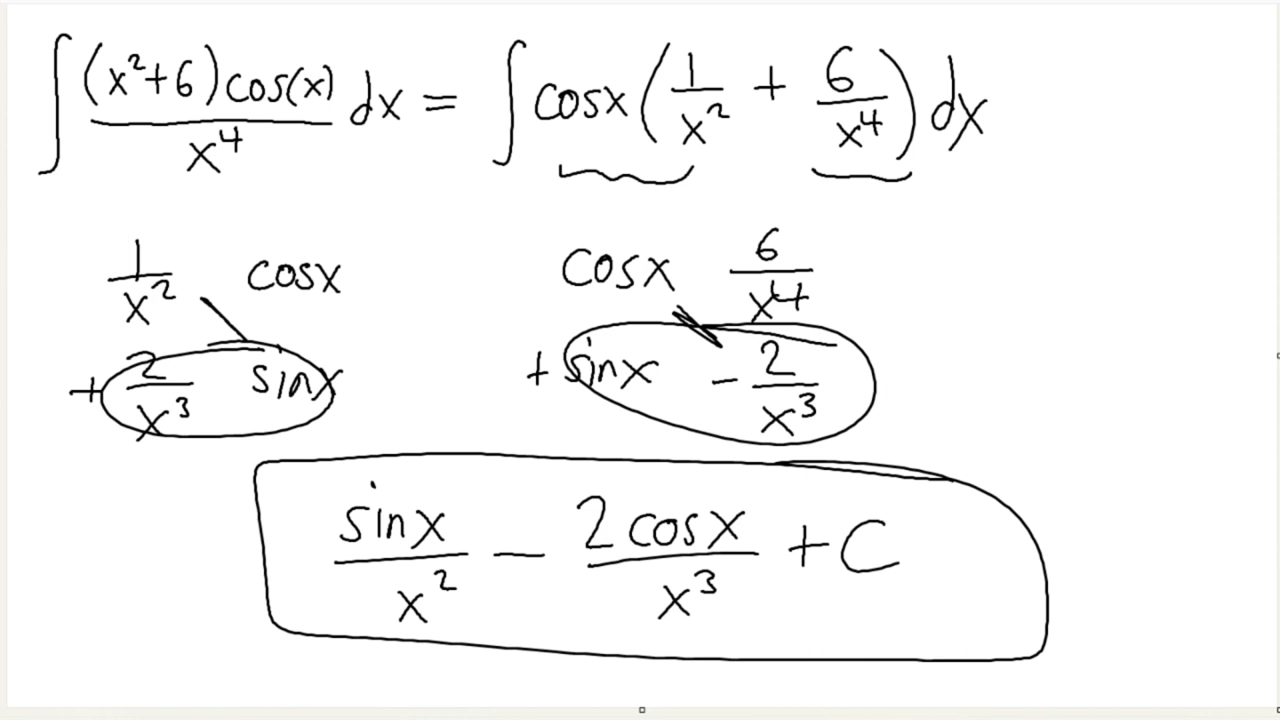 ∫ (x²+6)cos(x)/x⁴ dx = ∫ cosx (1/x² + 6/x⁴) dx
1/x² cosx cosx 6/x⁴
+ 2/x³ sinx + sinx - 2/x³
sinx/x² - 2cosx/x³ + C